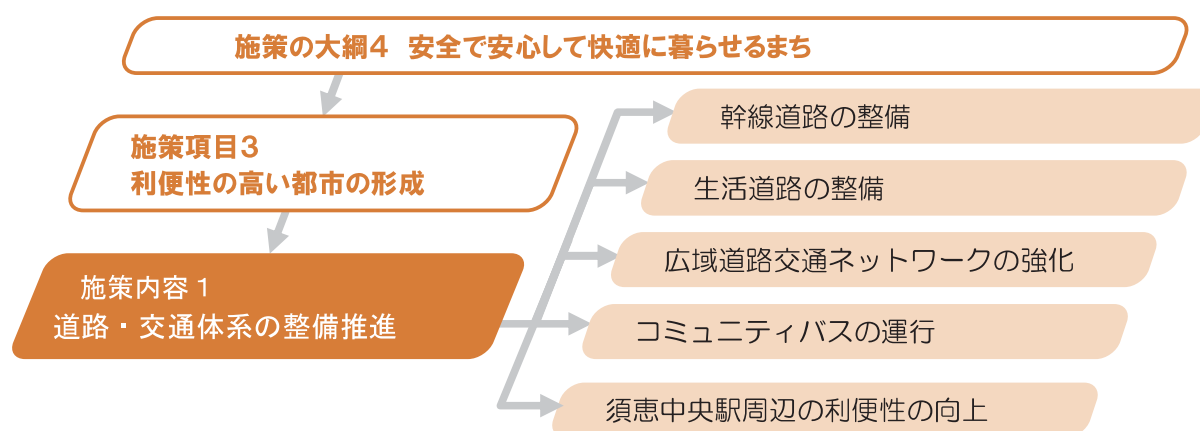 施策の大綱4 安全で安心して快適に暮らせるまち
施策項目3
利便性の高い都市の形成
施策内容1
道路・交通体系の整備推進
幹線道路の整備
生活道路の整備
広域道路交通ネットワークの強化
コミュニティバスの運行
須恵中央駅周辺の利便性の向上